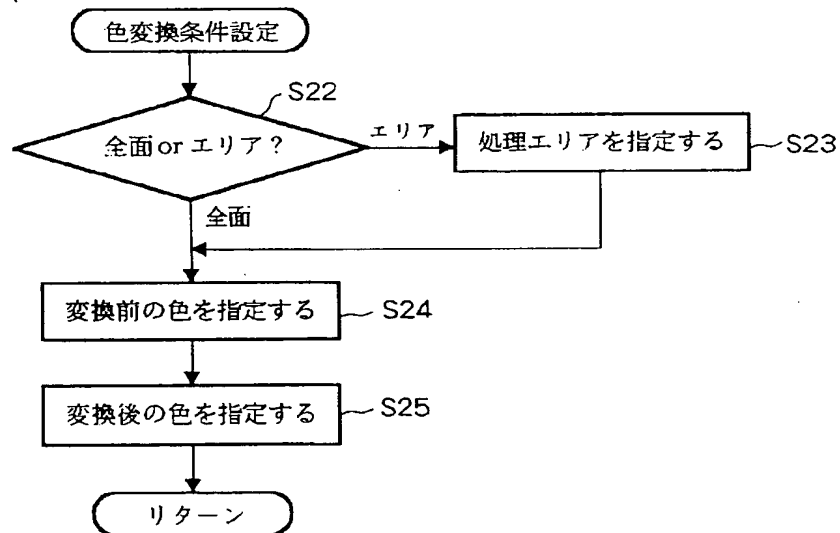 色変換条件設定
S22
全面orエリア?
エリア
処理エリアを指定する
S23
全面
変換前の色を指定する
S24
変換後の色を指定する
S25
リターン